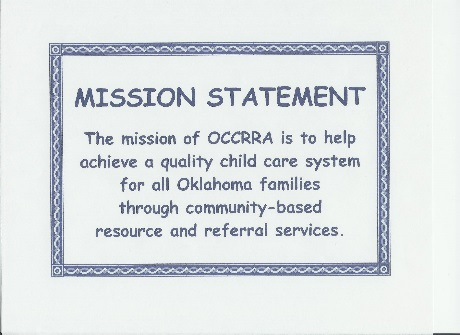 MISSION STATEMENT
The mission of OCCRRA is to help
achieve a quality child care system
for all Oklahoma families
through community-based
resource and referral services.